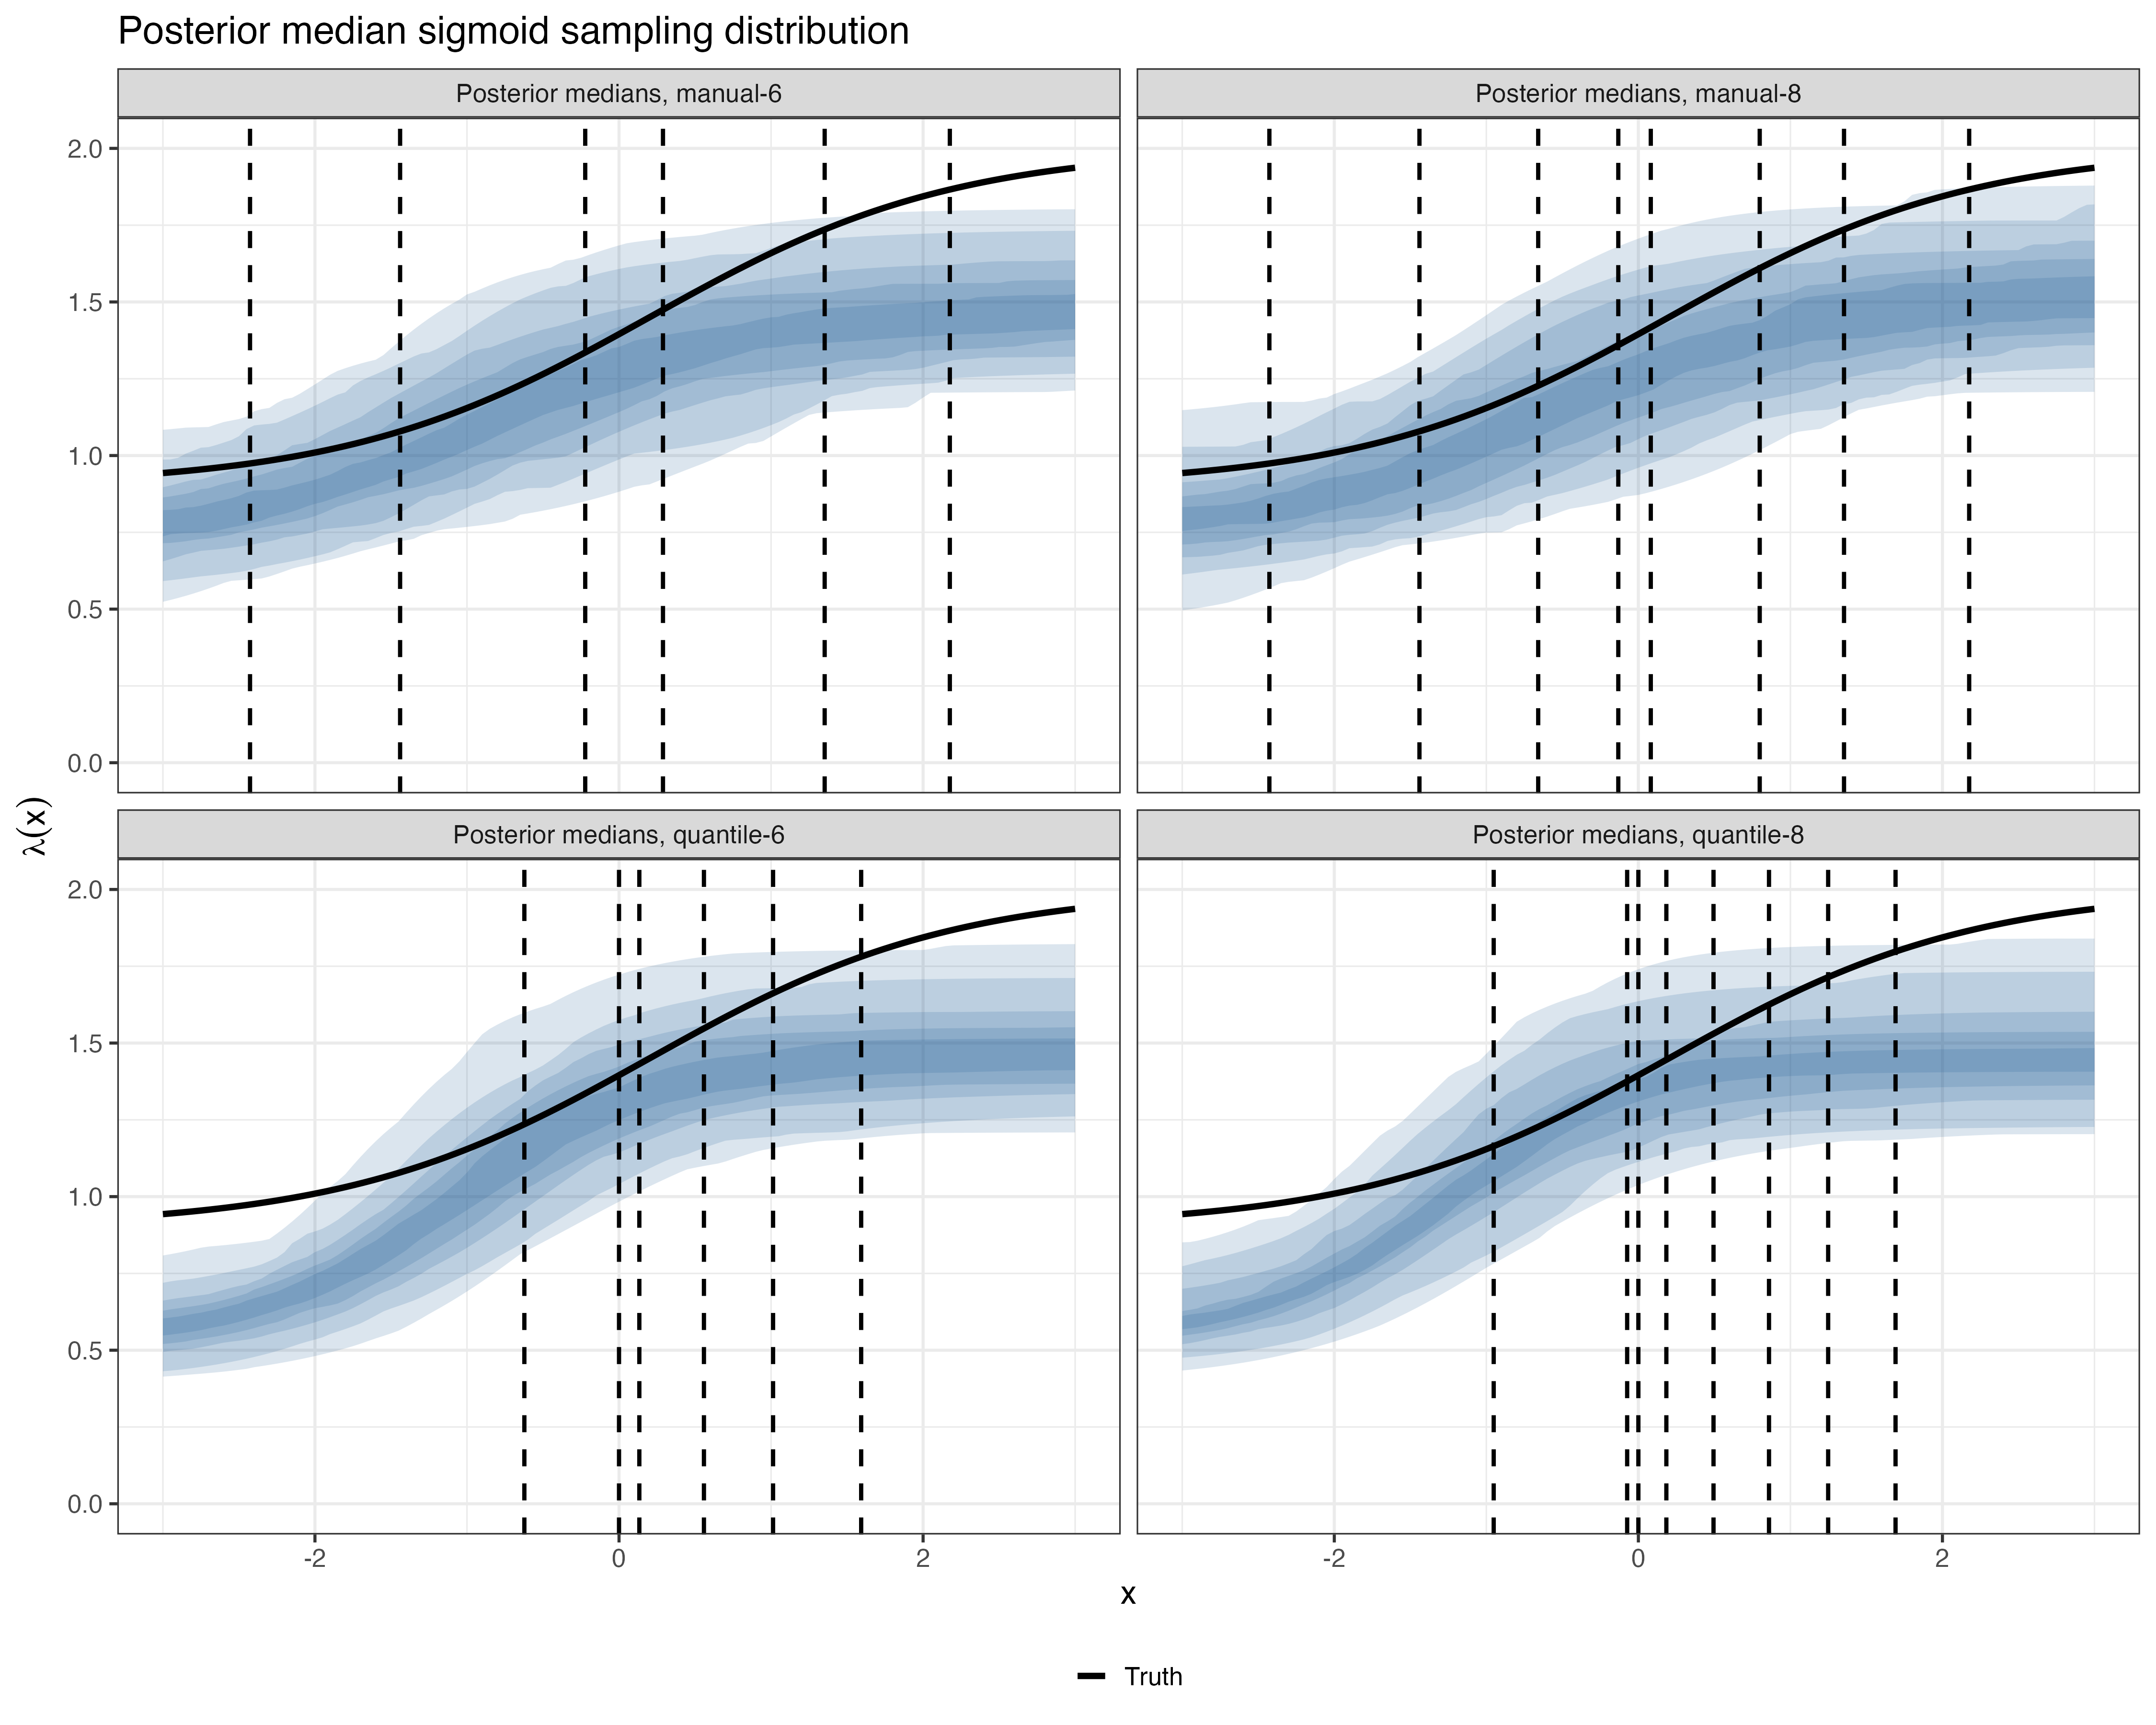 Posterior median sigmoid sampling distribution
Posterior medians, manual-6
Posterior medians, manual-8
2.0
1.5
1.0
0.5
0.0
λ(x)
Posterior medians, quantile-6
Posterior medians, quantile-8
2.0
1.5
1.0
0.5
0.0
-2 0 2
-2 0 2
x
Truth